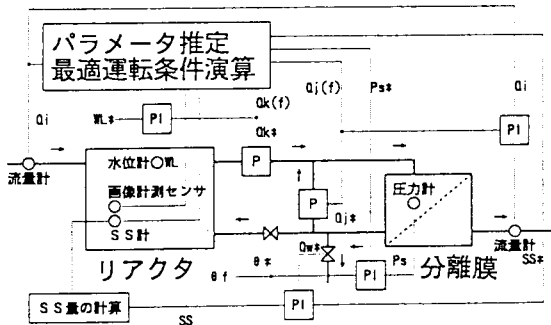 パラメータ推定
最適運転条件演算
Qk(f)
Qj(f)
Ps*
Qi
Qi
WL*
PI
Qk*
PI
水位計 WL
P
流量計
画像計測センサ
P
圧力計
SS計
Qj*
リアクタ
Qw*
分離膜
流量計
SS*
θ*
θf
PI
Ps
SS量の計算
PI
SS